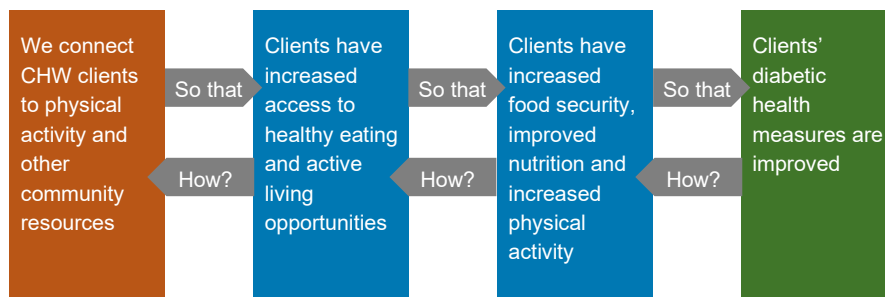 We connect
CHW clients
to physical
activity and
other
community
resources
So that
How?
Clients have
increased
access to
healthy eating
and active
living
opportunities
So that
How?
Clients have
increased
food security,
improved
nutrition and
increased
physical
activity
So that
How?
Clients’
diabetic
health
measures are
improved